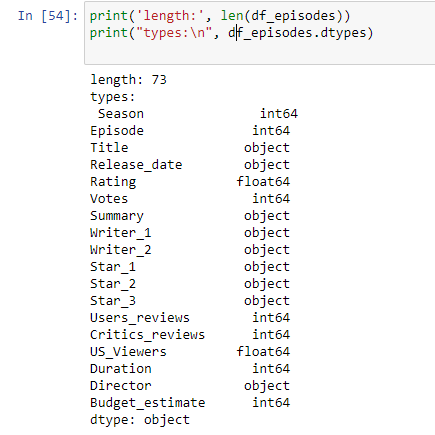 In [54]: print('length:', len(df_episodes))
print("types:\n", df_episodes.dtypes)
length: 73
types:
 Season               int64
Episode              int64
Title               object
Release_date        object
Rating             float64
Votes                int64
Summary             object
Writer_1            object
Writer_2            object
Star_1              object
Star_2              object
Star_3              object
Users_reviews        int64
Critics_reviews      int64
US_Viewers         float64
Duration             int64
Director            object
Budget_estimate      int64
dtype: object